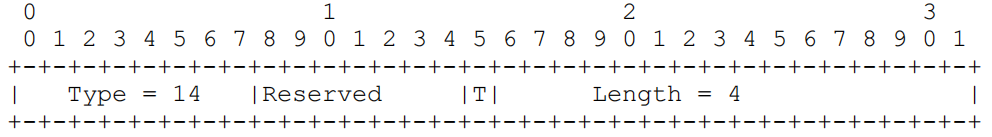 0                   1                   2                   3
 0 1 2 3 4 5 6 7 8 9 0 1 2 3 4 5 6 7 8 9 0 1 2 3 4 5 6 7 8 9 0 1
+-+-+-+-+-+-+-+-+-+-+-+-+-+-+-+-+-+-+-+-+-+-+-+-+-+-+-+-+-+-+-+-+
|   Type = 14   |Reserved     |T|      Length = 4               |
+-+-+-+-+-+-+-+-+-+-+-+-+-+-+-+-+-+-+-+-+-+-+-+-+-+-+-+-+-+-+-+-+